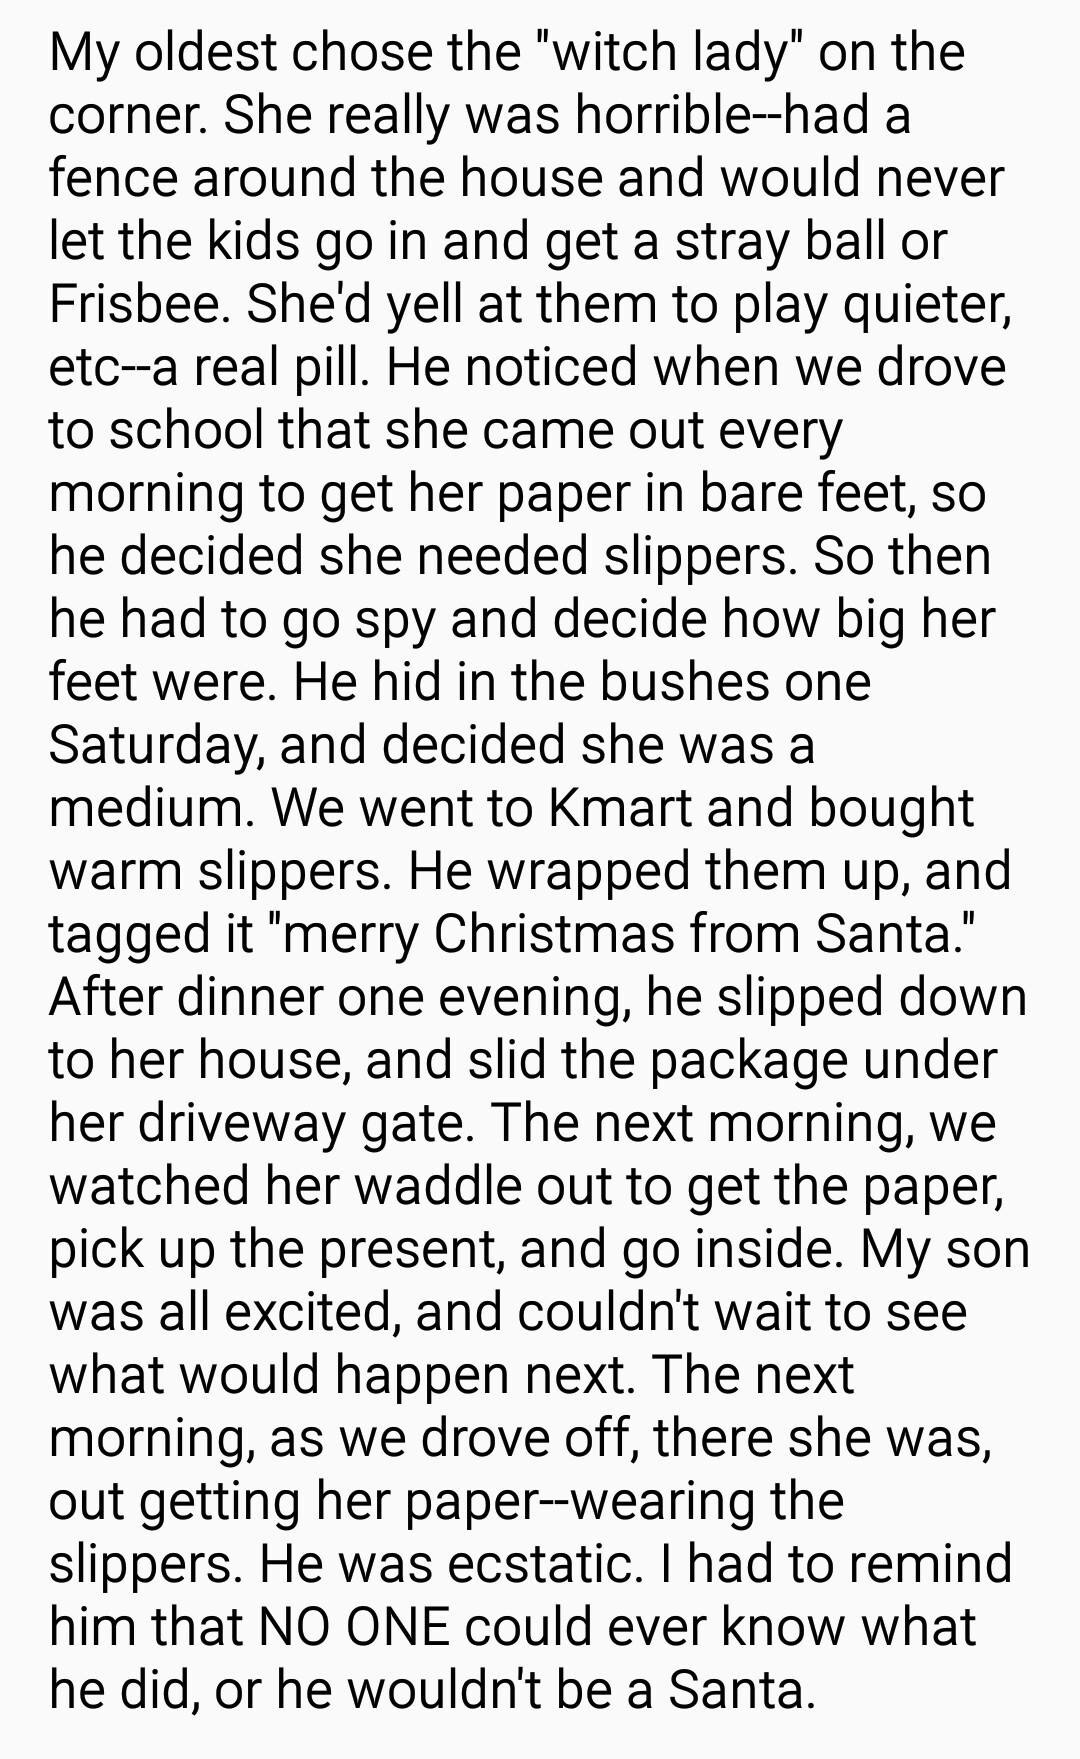 My oldest chose the "witch lady" on the
corner. She really was horrible--had a
fence around the house and would never
let the kids go in and get a stray ball or
Frisbee. She'd yell at them to play quieter,
etc--a real pill. He noticed when we drove
to school that she came out every
morning to get her paper in bare feet, so
he decided she needed slippers. So then
he had to go spy and decide how big her
feet were. He hid in the bushes one
Saturday, and decided she was a
medium. We went to Kmart and bought
warm slippers. He wrapped them up, and
tagged it "merry Christmas from Santa."
After dinner one evening, he slipped down
to her house, and slid the package under
her driveway gate. The next morning, we
watched her waddle out to get the paper,
pick up the present, and go inside. My son
was all excited, and couldn't wait to see
what would happen next. The next
morning, as we drove off, there she was,
out getting her paper--wearing the
slippers. He was ecstatic. I had to remind
him that NO ONE could ever know what
he did, or he wouldn't be a Santa.